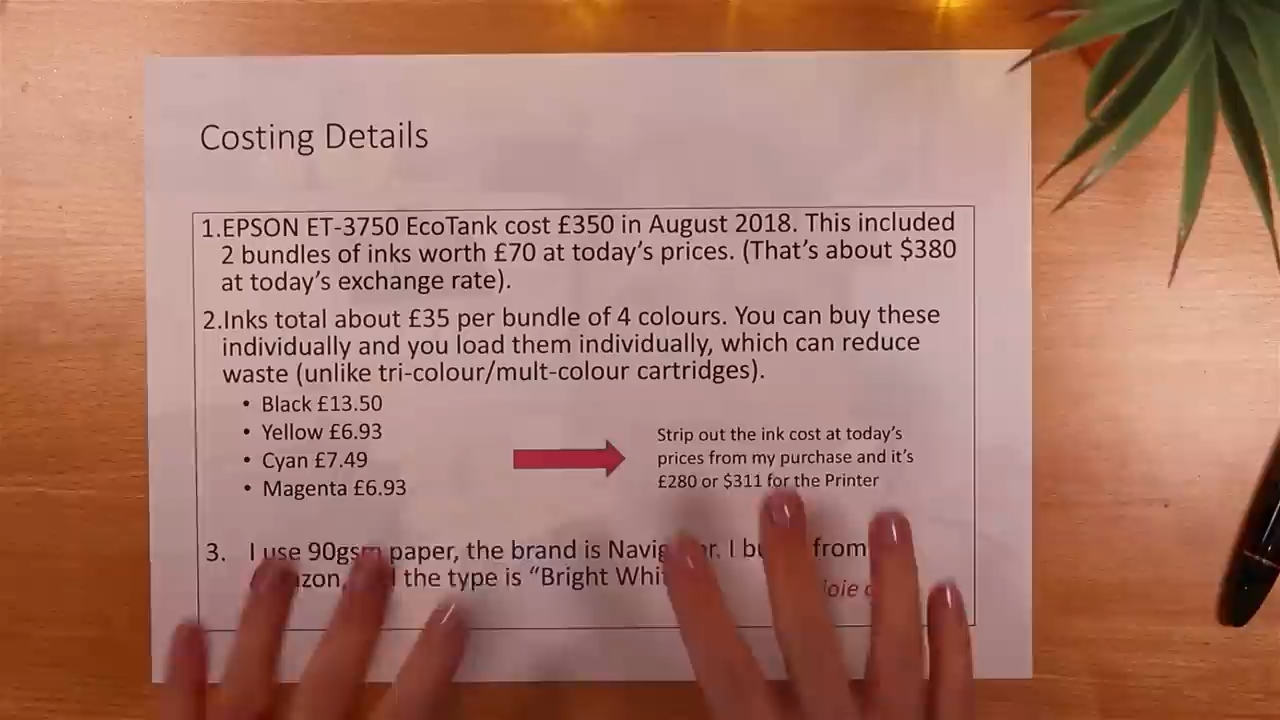 Costing Details
1.EPSON ET-3750 EcoTank cost £350 in August 2018. This included
2 bundles of inks worth £70 at today's prices. (That's about $380
at today's exchange rate).
2.Inks total about £35 per bundle of 4 colours. You can buy these
individually and you load them individually, which can reduce
waste (unlike tri-colour/mult-colour cartridges).
• Black £13.50
• Yellow £6.93
• Cyan £7.49
• Magenta £6.93
Strip out the ink cost at today's
prices from my purchase and it's
£280 or $311 for the Printer
3. I use 90gsm paper, the brand is I from
the type is "Bright